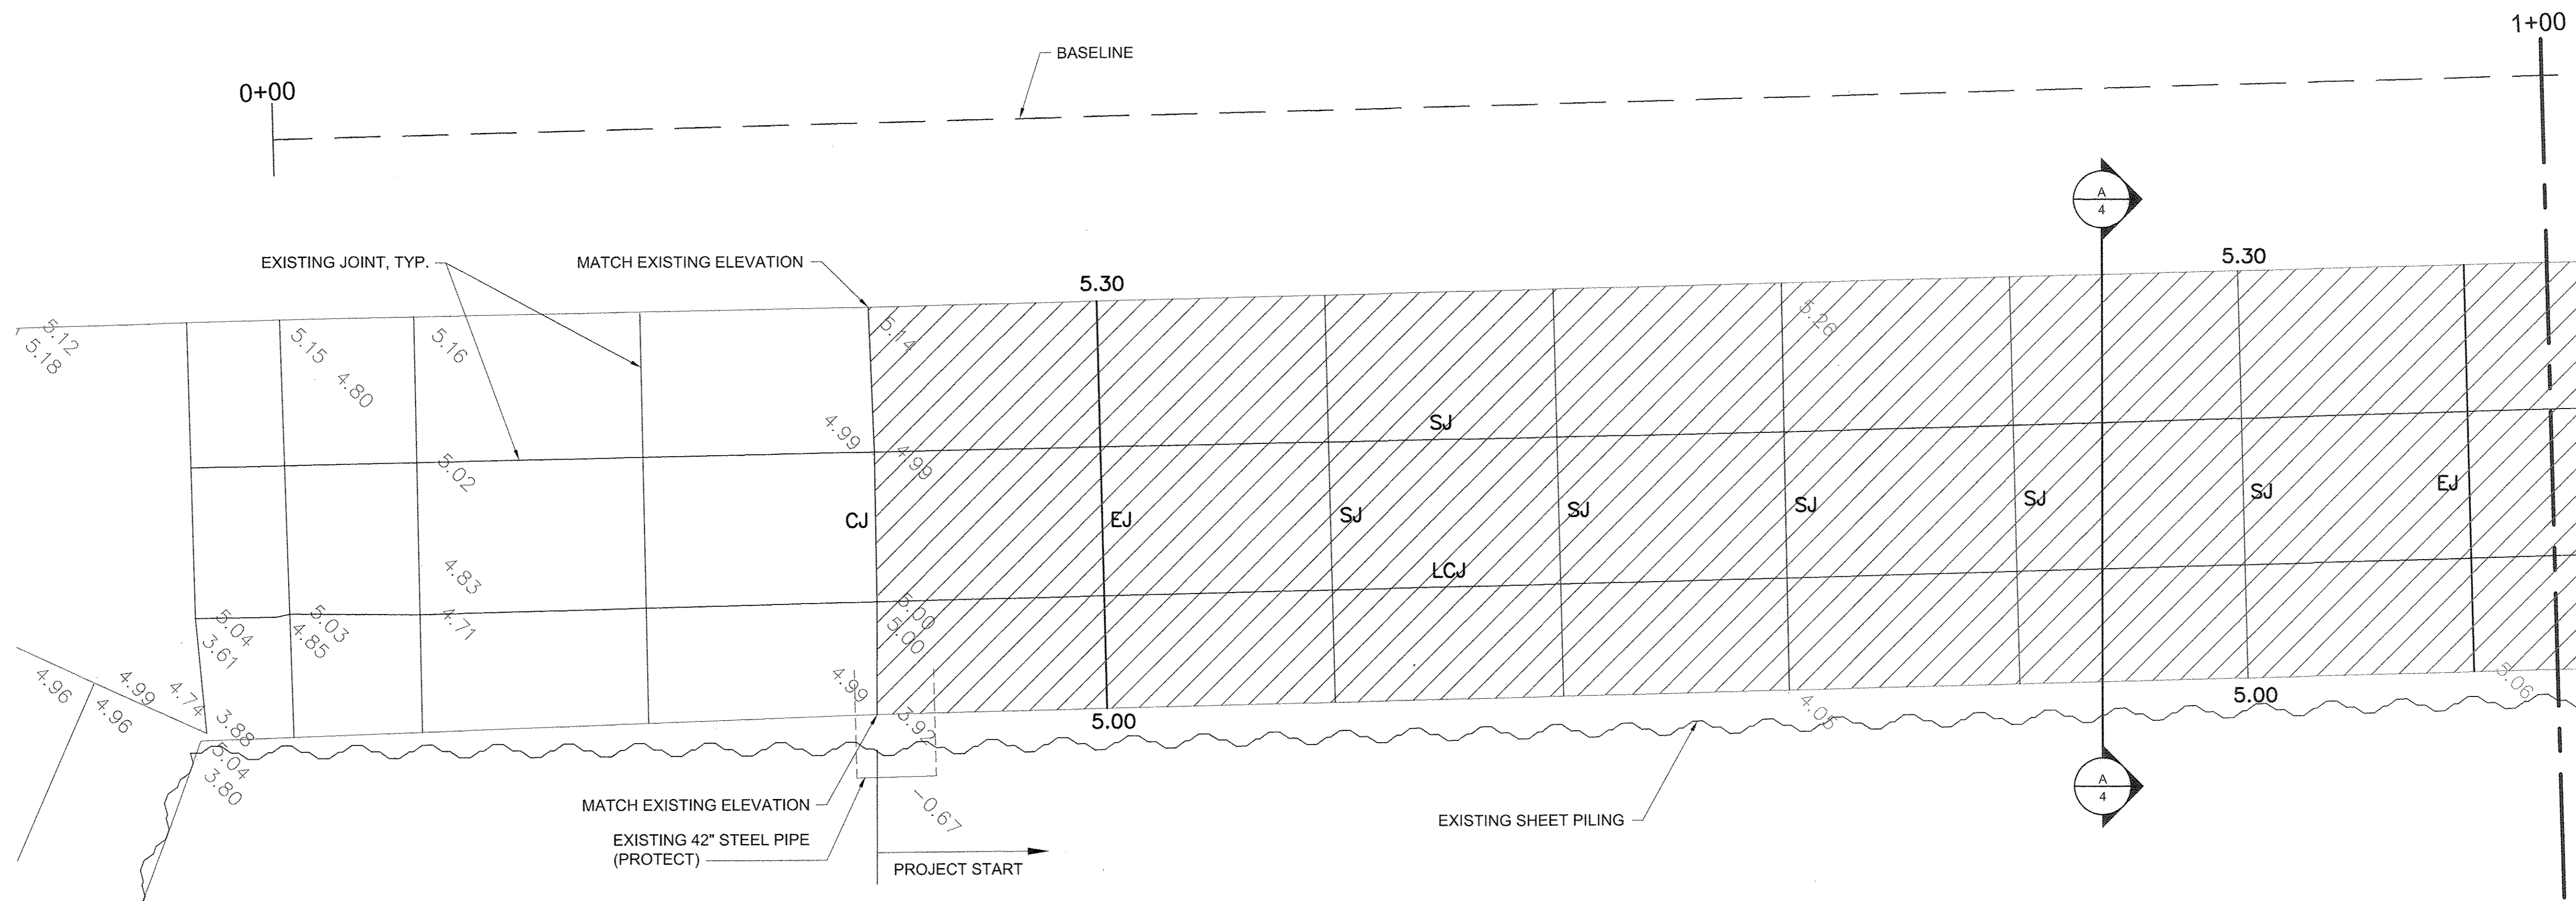 1+00
BASELINE
0+00
A
4
5.30
EXISTING JOINT, TYP.
MATCH EXISTING ELEVATION
5.30
5.12
5.18
5.15
4.80
5.16
5.14
5.26
4.99
4.99
SJ
5.02
CJ
EJ
SJ
SJ
SJ
SJ
SJ
EJ
4.83
LCJ
5.04
3.61
5.03
4.85
4.71
5.00
5.00
4.96
4.99
4.96
4.74
3.88
5.04
3.80
4.99
3.92
5.00
4.05
5.00
5.06
A
4
MATCH EXISTING ELEVATION
-0.67
EXISTING 42" STEEL PIPE
(PROTECT)
EXISTING SHEET PILING
PROJECT START